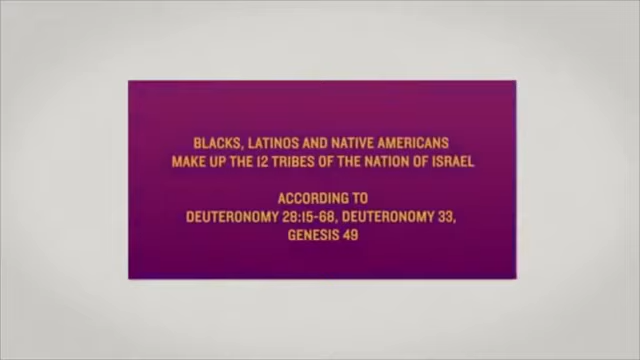 BLACKS, LATINOS AND NATIVE AMERICANS
MAKE UP THE 12 TRIBES OF THE NATION OF ISRAEL
ACCORDING TO
DEUTERONOMY 28:15-68, DEUTERONOMY 33,
GENESIS 49